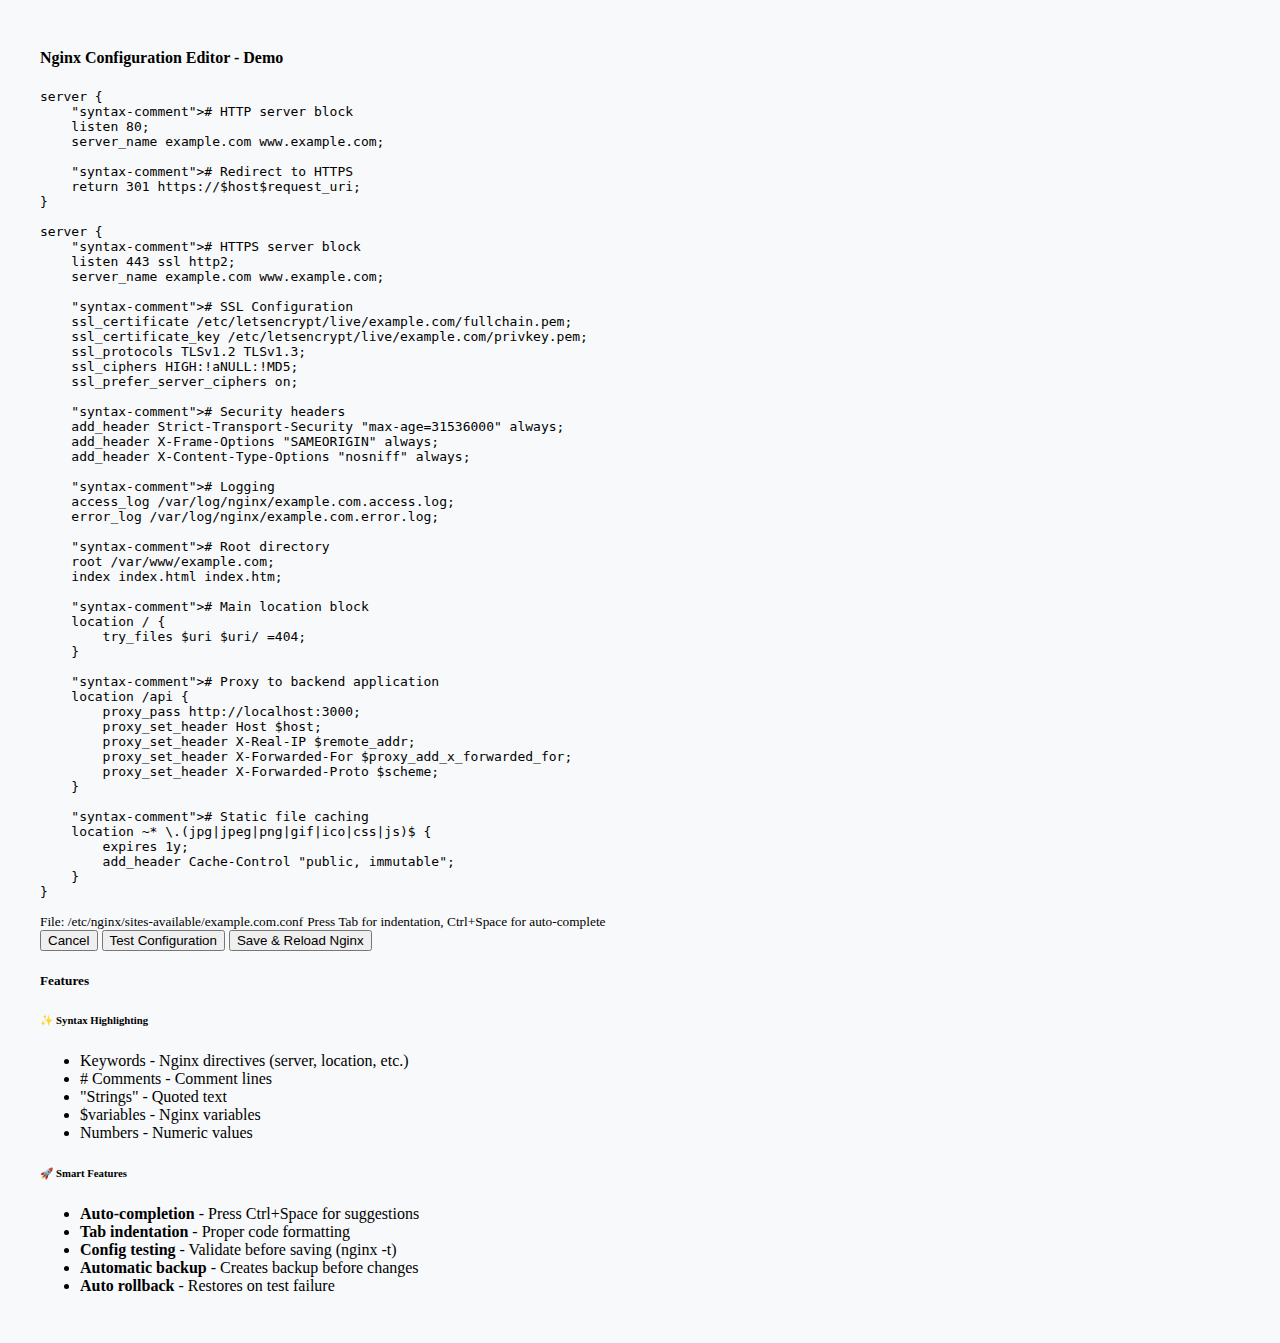 Nginx Configuration Editor - Demo
server {
    "syntax-comment"># HTTP server block
    listen 80;
    server_name example.com www.example.com;

    "syntax-comment"># Redirect to HTTPS
    return 301 https://$host$request_uri;
}

server {
    "syntax-comment"># HTTPS server block
    listen 443 ssl http2;
    server_name example.com www.example.com;

    "syntax-comment"># SSL Configuration
    ssl_certificate /etc/letsencrypt/live/example.com/fullchain.pem;
    ssl_certificate_key /etc/letsencrypt/live/example.com/privkey.pem;
    ssl_protocols TLSv1.2 TLSv1.3;
    ssl_ciphers HIGH:!aNULL:!MD5;
    ssl_prefer_server_ciphers on;

    "syntax-comment"># Security headers
    add_header Strict-Transport-Security "max-age=31536000" always;
    add_header X-Frame-Options "SAMEORIGIN" always;
    add_header X-Content-Type-Options "nosniff" always;

    "syntax-comment"># Logging
    access_log /var/log/nginx/example.com.access.log;
    error_log /var/log/nginx/example.com.error.log;

    "syntax-comment"># Root directory
    root /var/www/example.com;
    index index.html index.htm;

    "syntax-comment"># Main location block
    location / {
        try_files $uri $uri/ =404;
    }

    "syntax-comment"># Proxy to backend application
    location /api {
        proxy_pass http://localhost:3000;
        proxy_set_header Host $host;
        proxy_set_header X-Real-IP $remote_addr;
        proxy_set_header X-Forwarded-For $proxy_add_x_forwarded_for;
        proxy_set_header X-Forwarded-Proto $scheme;
    }

    "syntax-comment"># Static file caching
    location ~* \.(jpg|jpeg|png|gif|ico|css|js)$ {
        expires 1y;
        add_header Cache-Control "public, immutable";
    }
}
File: /etc/nginx/sites-available/example.com.conf Press Tab for indentation, Ctrl+Space for auto-complete
Cancel Test Configuration Save & Reload Nginx
Features
✨ Syntax Highlighting
• Keywords - Nginx directives (server, location, etc.)
• # Comments - Comment lines
• "Strings" - Quoted text
• $variables - Nginx variables
• Numbers - Numeric values
🚀 Smart Features
• Auto-completion - Press Ctrl+Space for suggestions
• Tab indentation - Proper code formatting
• Config testing - Validate before saving (nginx -t)
• Automatic backup - Creates backup before changes
• Auto rollback - Restores on test failure